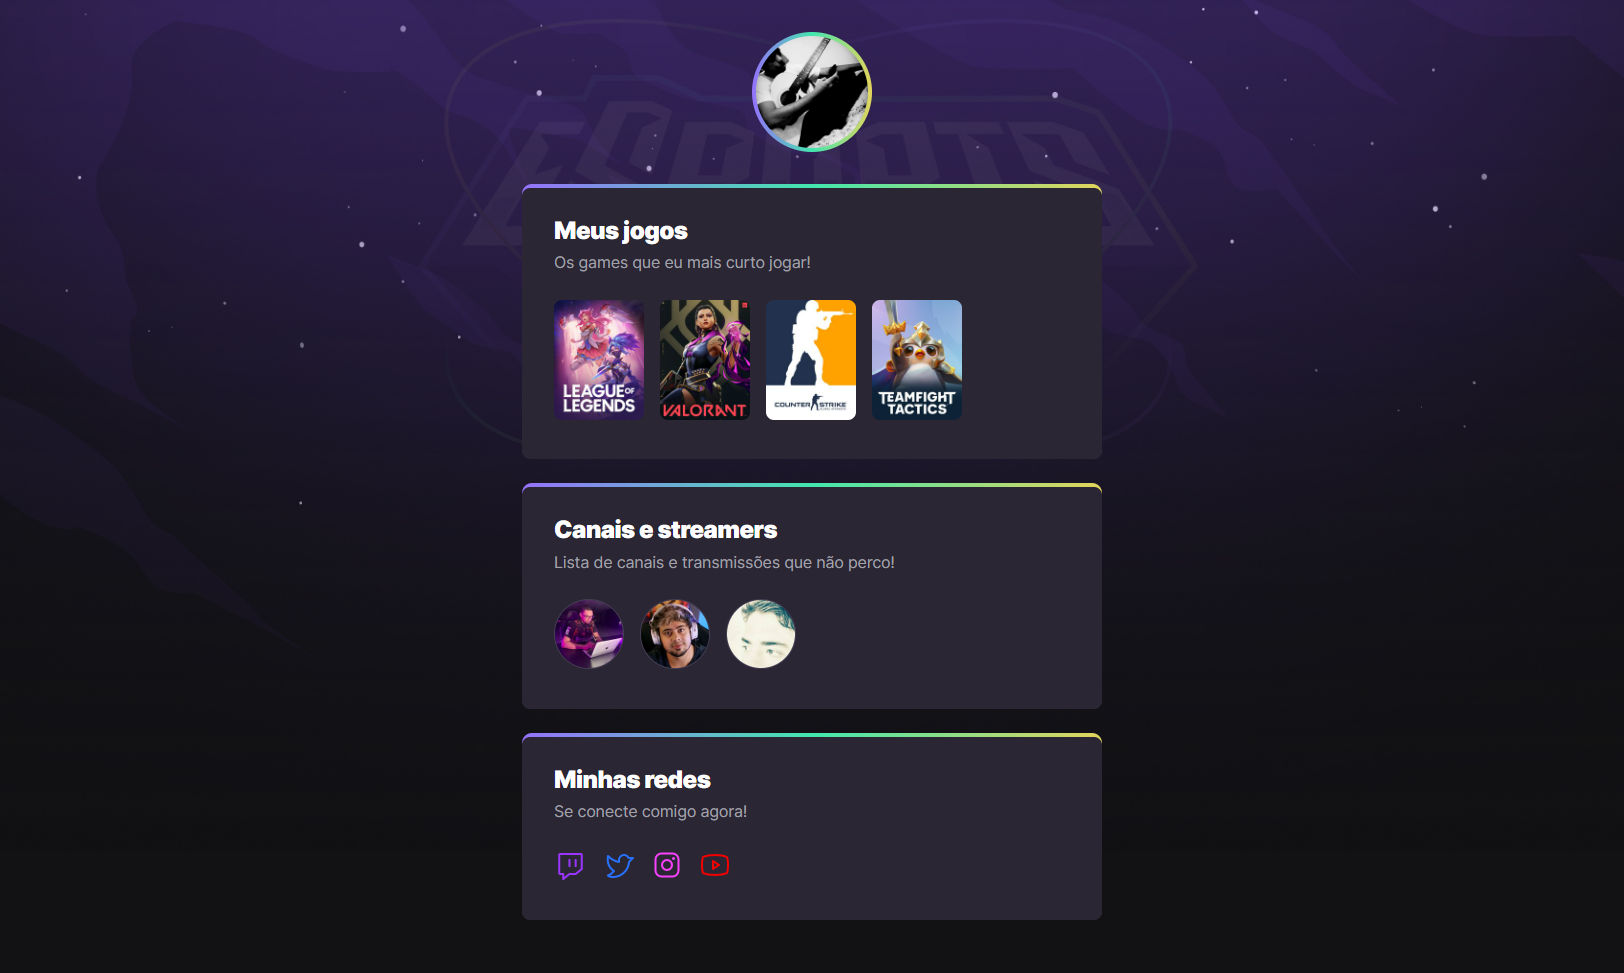 ESPORTS
Meus jogos
Os games que eu mais curto jogar!
LEAGUE OF
LEGENDS
VALORANT
COUNTER STRIKE
TEAMFIGHT
TACTICS
Canais e streamers
Lista de canais e transmissões que não perco!
Minhas redes
Se conecte comigo agora!